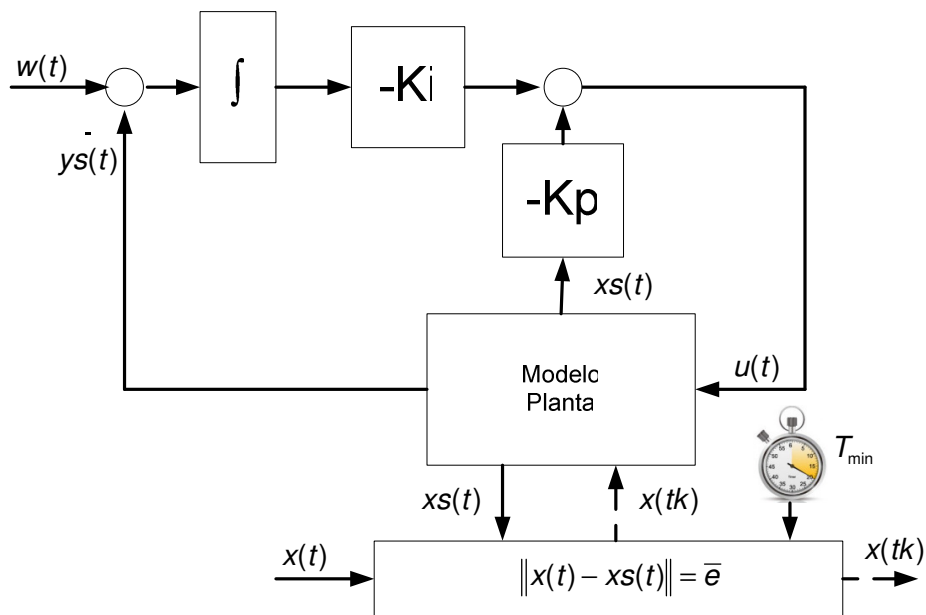 w(t)
∫
-Ki
-
ys(t)
-Kp
xs(t)
Modelo
Planta
u(t)
T_min
xs(t)
x(tk)
x(t)
‖x(t) − xs(t)‖ = e̅
x(tk)